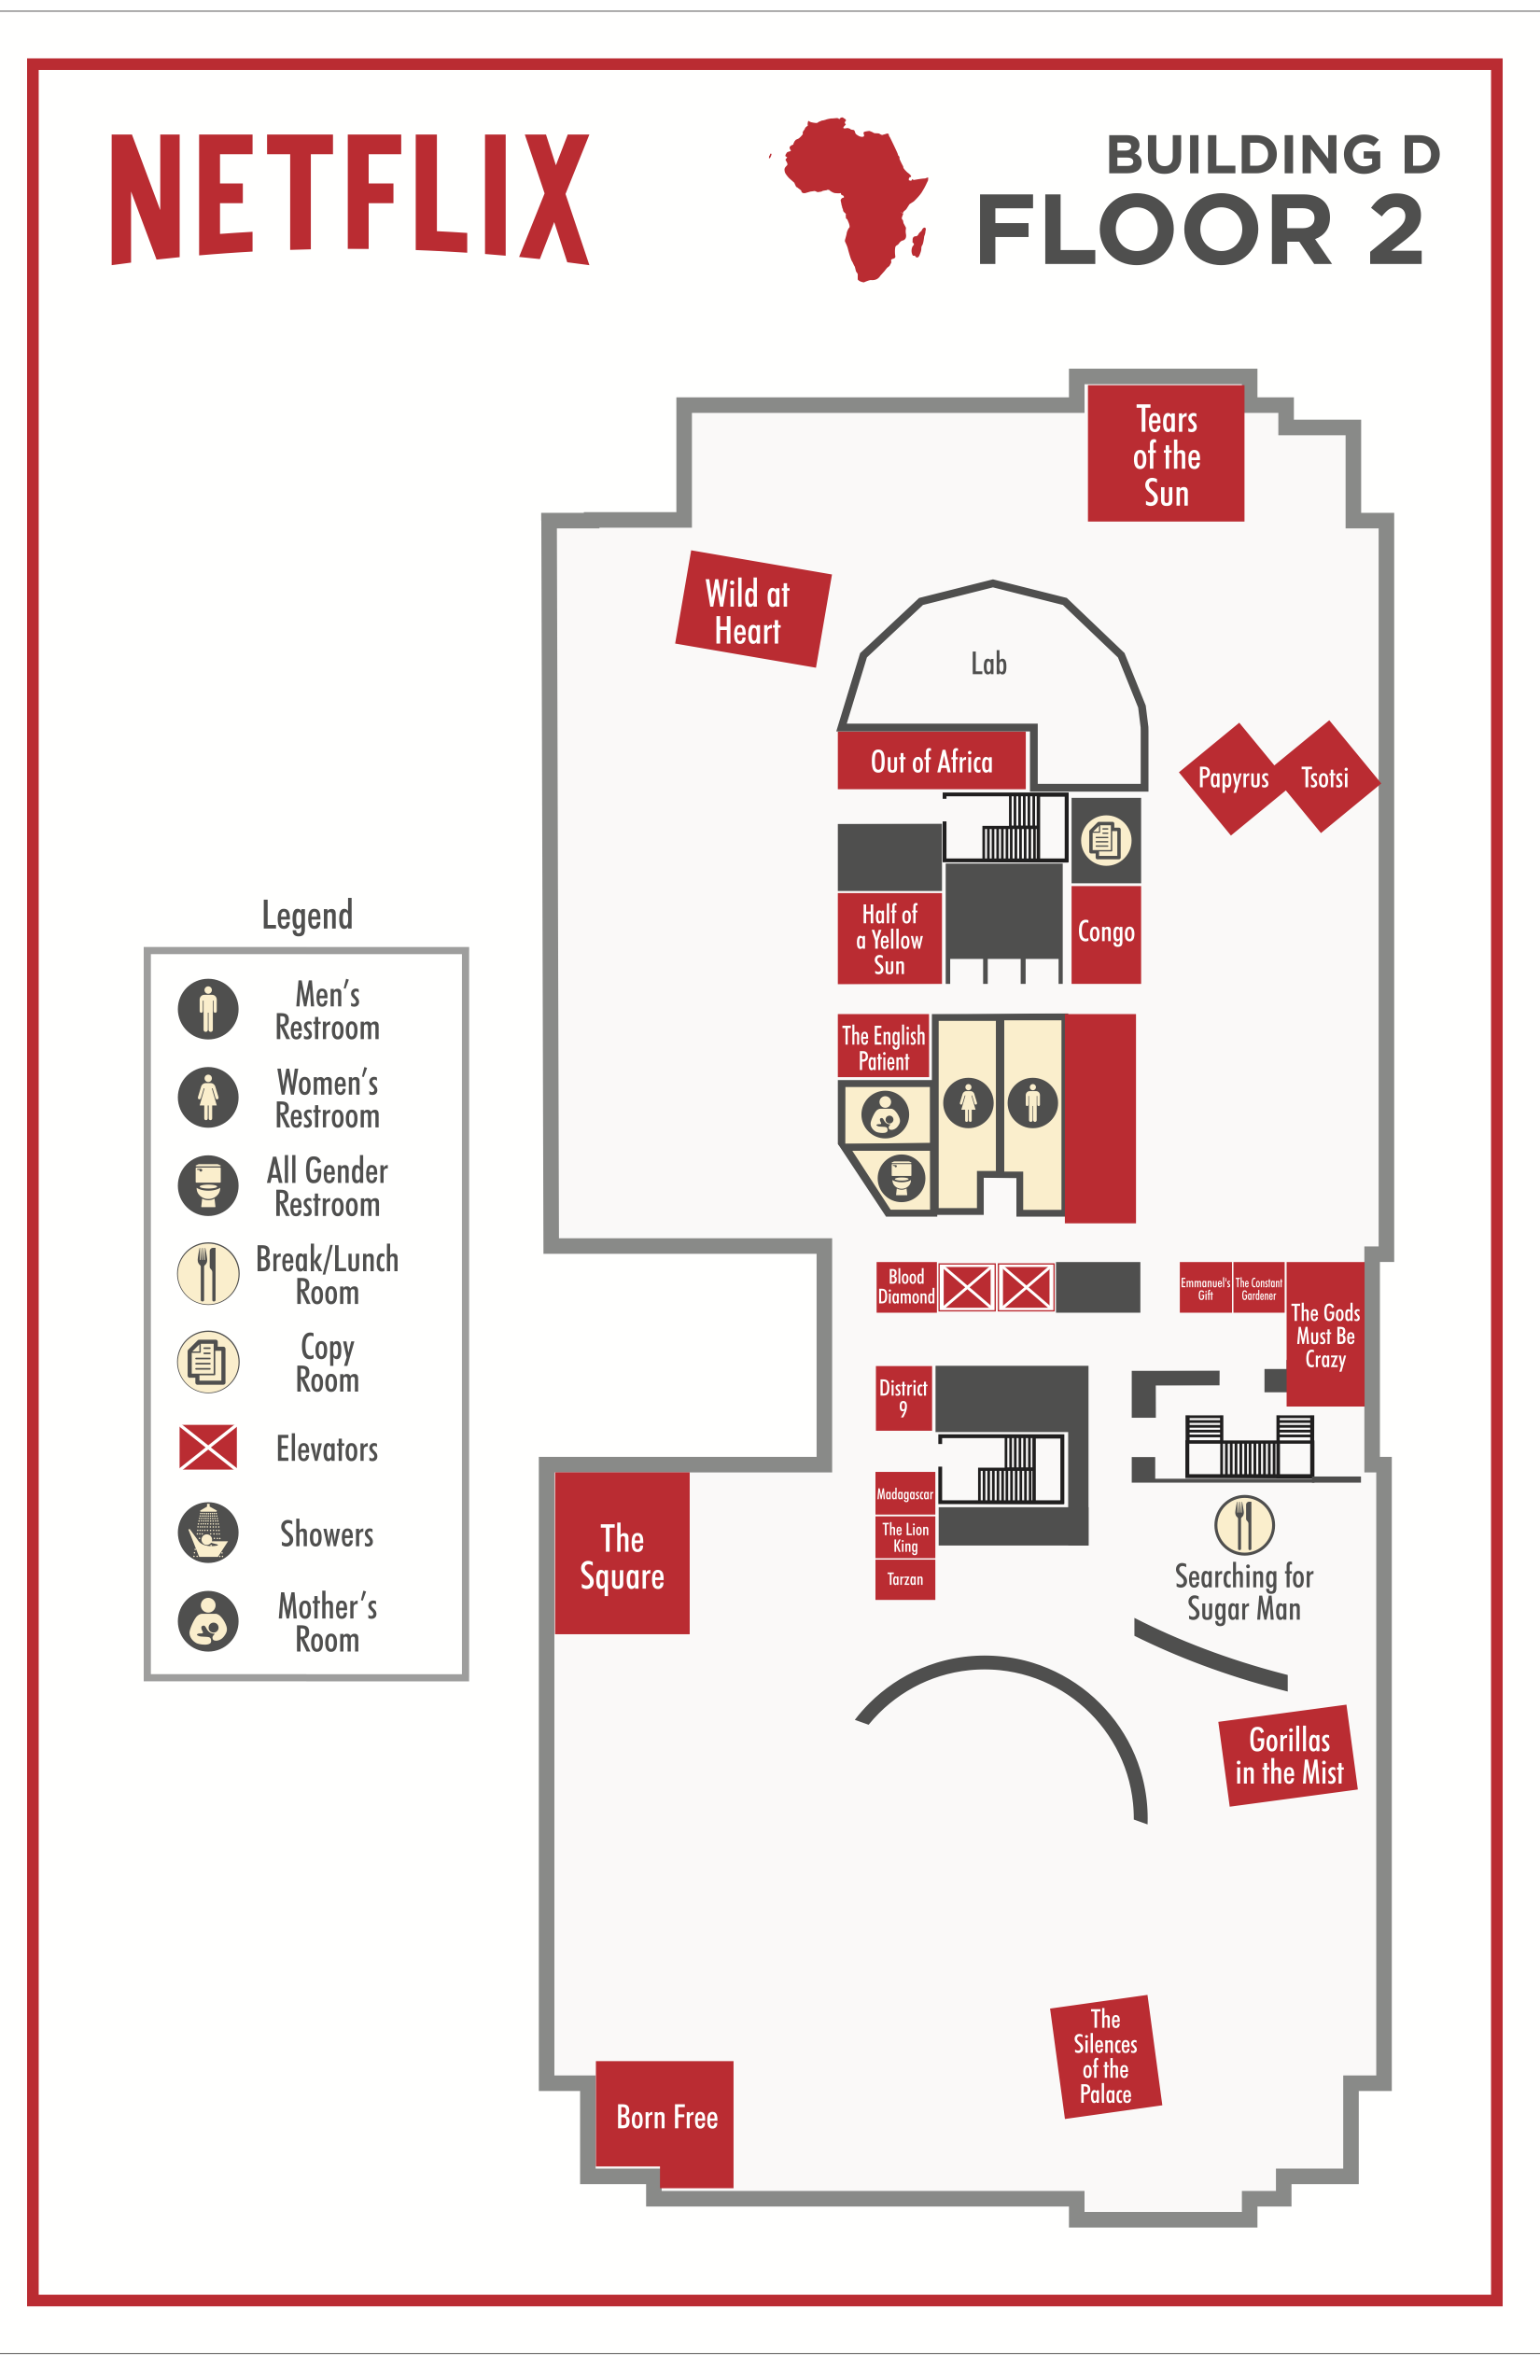 NETFLIX
BUILDING D
FLOOR 2
Tears
of the
Sun
Wild at
Heart
Lab
Out of Africa
Papyrus
Tsotsi
Half of
a Yellow
Sun
Congo
The English
Patient
Blood
Diamond
Emmanuel's
Gift
The Constant
Gardener
The Gods
Must Be
Crazy
District
9
Madagascar
The Lion
King
Tarzan
The
Square
Searching for
Sugar Man
Gorillas
in the Mist
The
Silences
of the
Palace
Born Free
Legend
Men's
Restroom
Women's
Restroom
All Gender
Restroom
Break/Lunch
Room
Copy
Room
Elevators
Showers
Mother's
Room